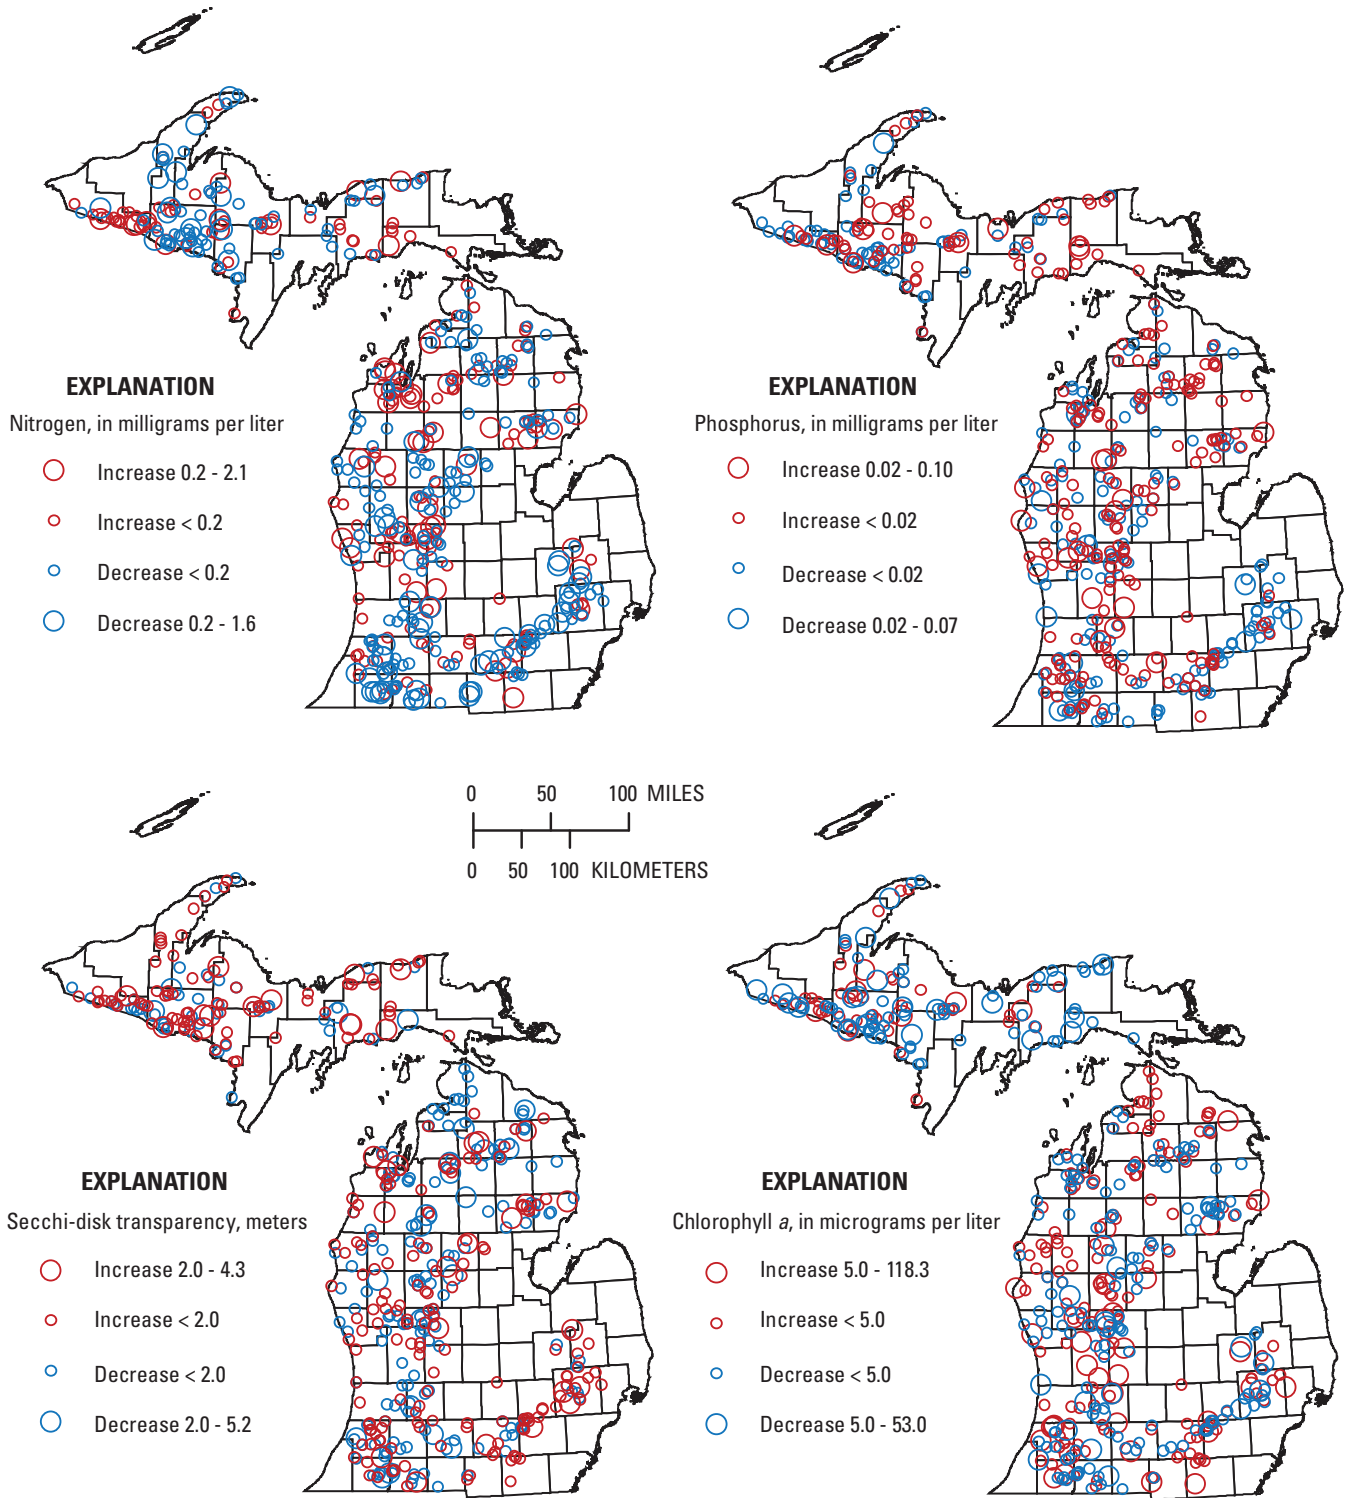 EXPLANATION
Nitrogen, in milligrams per liter
Increase 0.2 - 2.1
Increase < 0.2
Decrease < 0.2
Decrease 0.2 - 1.6
EXPLANATION
Phosphorus, in milligrams per liter
Increase 0.02 - 0.10
Increase < 0.02
Decrease < 0.02
Decrease 0.02 - 0.07
0 50 100 MILES
0 50 100 KILOMETERS
EXPLANATION
Secchi-disk transparency, meters
Increase 2.0 - 4.3
Increase < 2.0
Decrease < 2.0
Decrease 2.0 - 5.2
EXPLANATION
Chlorophyll a, in micrograms per liter
Increase 5.0 - 118.3
Increase < 5.0
Decrease < 5.0
Decrease 5.0 - 53.0